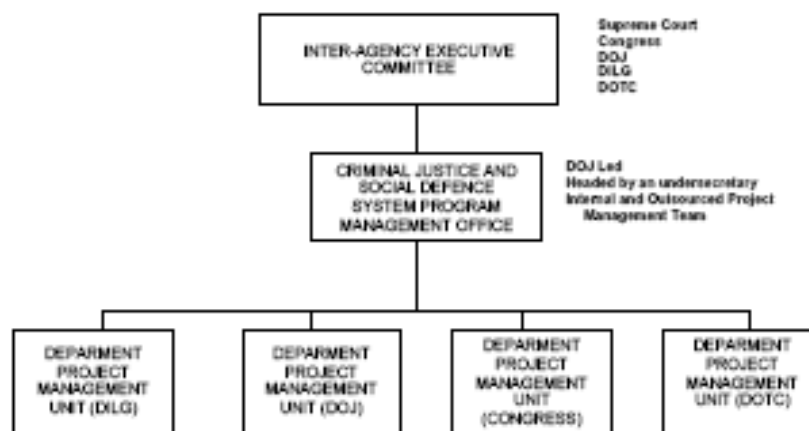 INTER-AGENCY EXECUTIVE
COMMITTEE
Supreme Court
Congress
DOJ
DILG
DOTC
CRIMINAL JUSTICE AND
SOCIAL DEFENCE
SYSTEM PROGRAM
MANAGEMENT OFFICE
DOJ Led
Headed by an undersecretary
Internal and Outsourced Project
Management Team
DEPARMENT
PROJECT
MANAGEMENT
UNIT (DILG)
DEPARMENT
PROJECT
MANAGEMENT
UNIT (DOJ)
DEPARMENT
PROJECT
MANAGEMENT
UNIT
(CONGRESS)
DEPARMENT
PROJECT
MANAGEMENT
UNIT (DOTC)